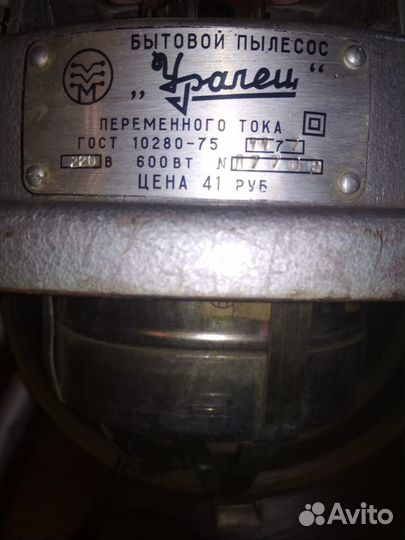 БЫТОВОЙ ПЫЛЕСОС
„Уралец“
ПЕРЕМЕННОГО ТОКА
ГОСТ 10280-75
220 В 600 ВТ N
ЦЕНА 41 РУБ
Avito